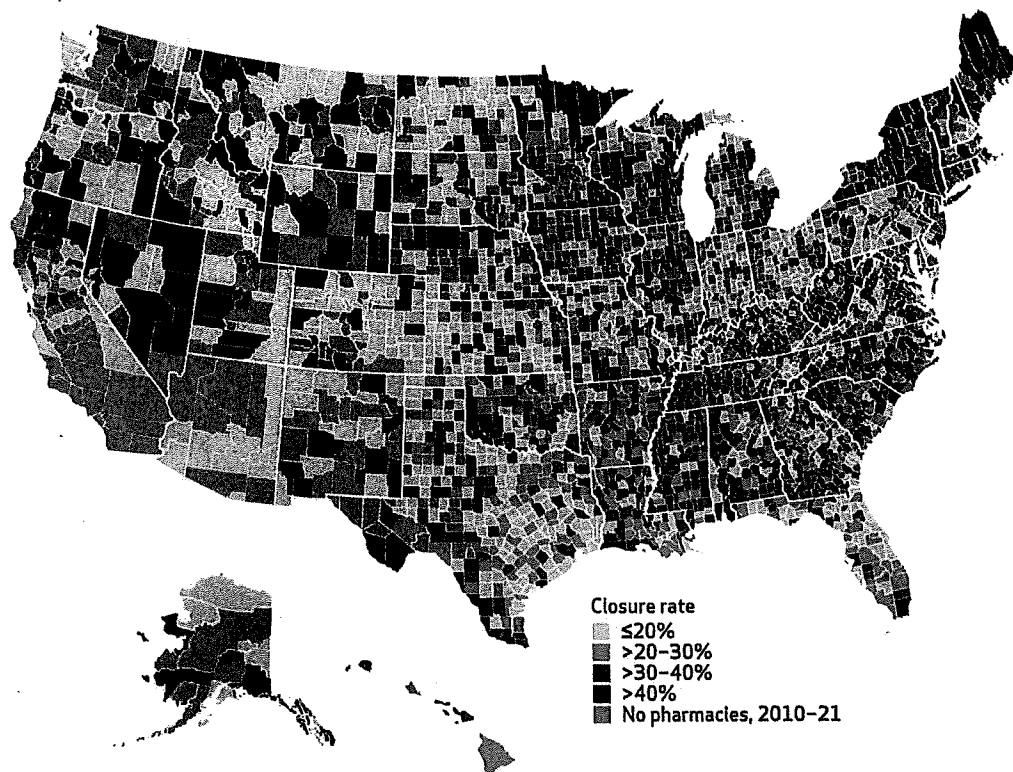 Closure rate
≤20%
>20–30%
>30–40%
>40%
No pharmacies, 2010–21